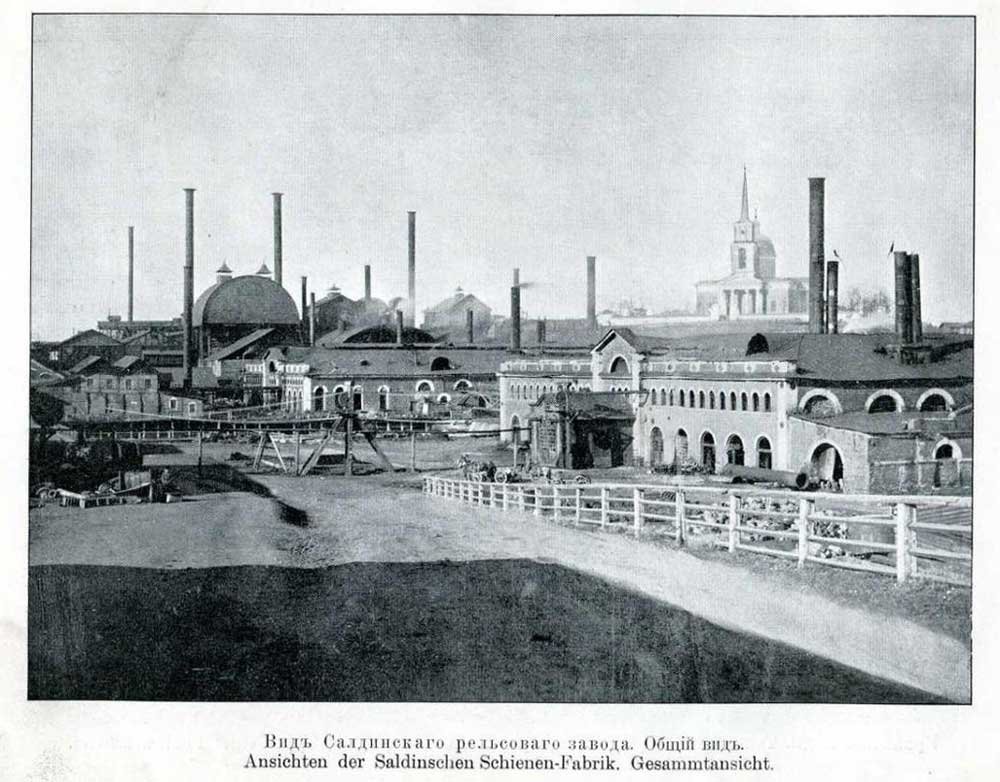 Видъ Салдинскаго рельсоваго завода. Общій видъ.
Ansichten der Saldinschen Schienen-Fabrik. Gesammtansicht.